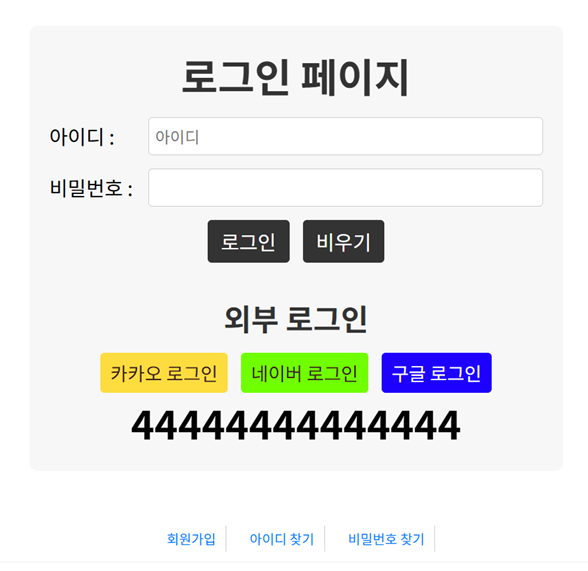 로그인 페이지
아이디 : 아이디
비밀번호 :
로그인 비우기
외부 로그인
카카오 로그인 네이버 로그인 구글 로그인
44444444444444
회원가입 아이디 찾기 비밀번호 찾기